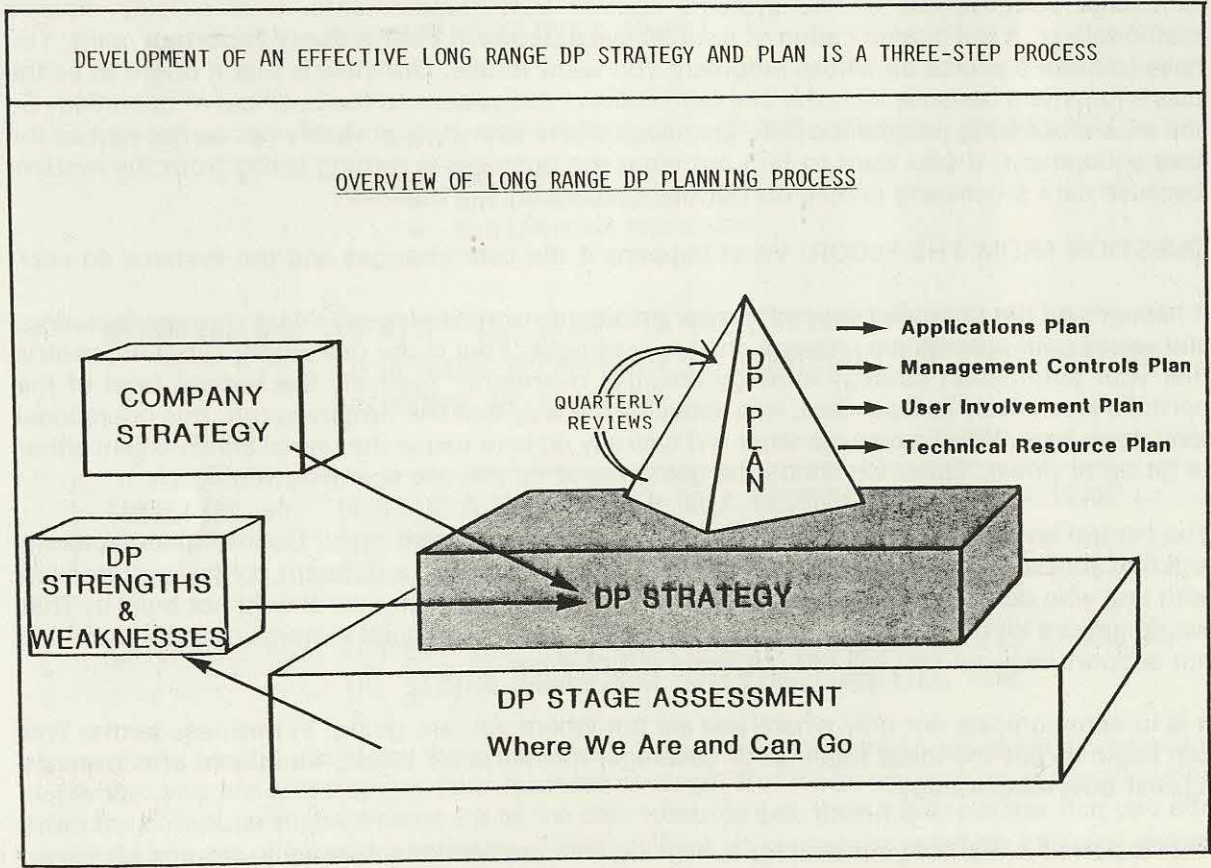 DEVELOPMENT OF AN EFFECTIVE LONG RANGE DP STRATEGY AND PLAN IS A THREE-STEP PROCESS
OVERVIEW OF LONG RANGE DP PLANNING PROCESS
COMPANY
STRATEGY
DP
STRENGTHS
&
WEAKNESSES
QUARTERLY
REVIEWS
DP PLAN
Applications Plan
Management Controls Plan
User Involvement Plan
Technical Resource Plan
DP STRATEGY
DP STAGE ASSESSMENT
Where We Are and Can Go